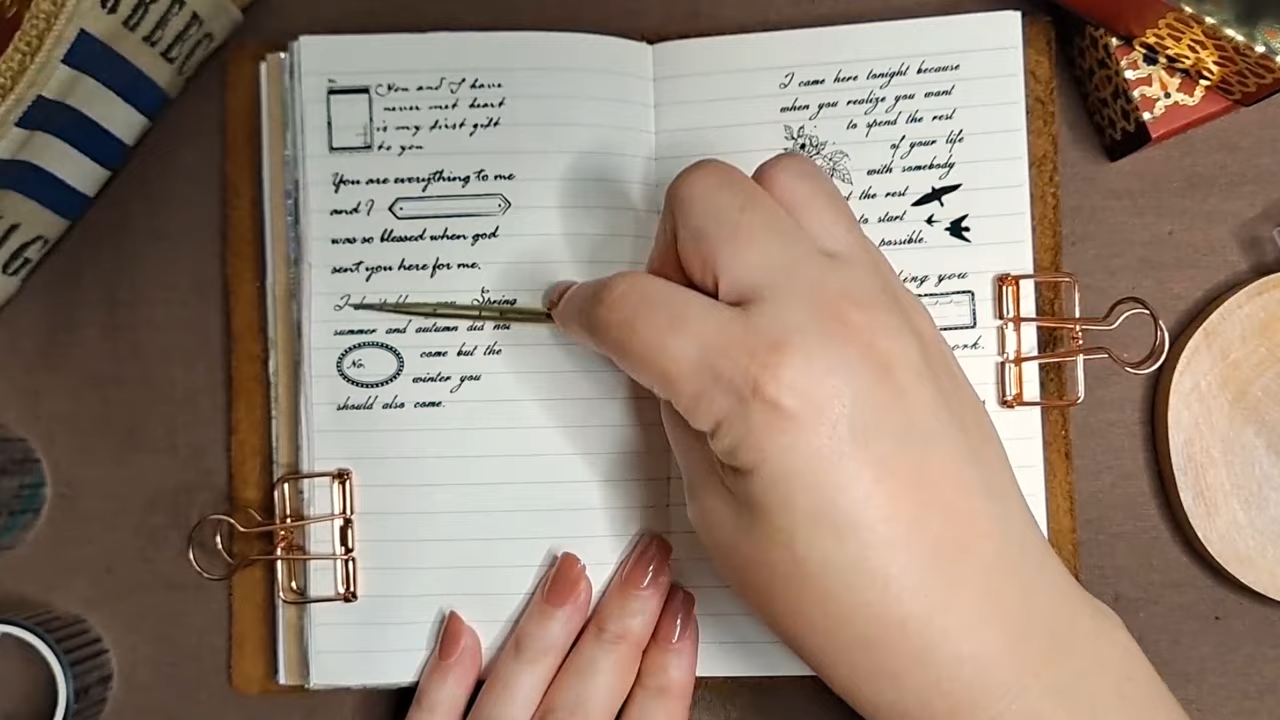 You and I have
never met heart
is my first gift
to you
You are everything to me
and I
was so blessed when god
sent you here for me.
I Spring
summer and autumn did not
No.
come but the
winter you
should also come.
I came here tonight because
when you realize you want
to spend the rest
of your life
with somebody
the rest
to start
possible.
you